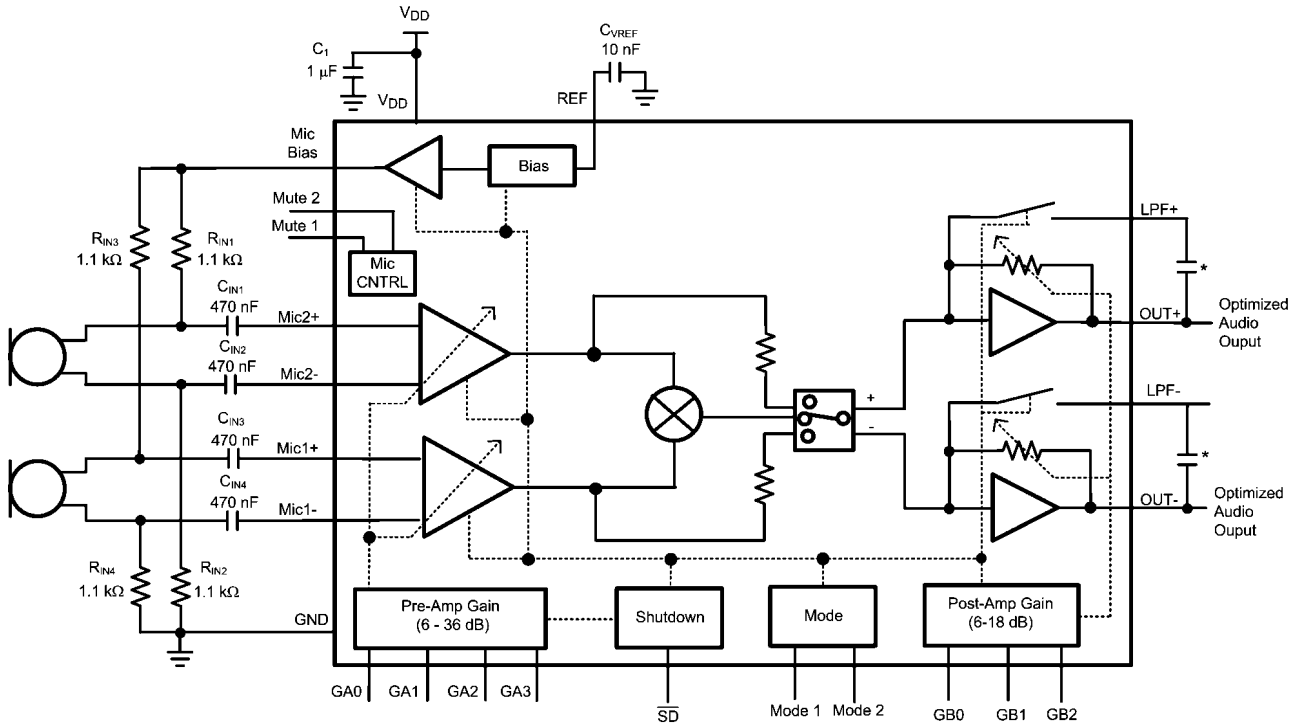 VDD
C1
1 μF
VDD
CVREF
10 nF
REF
Mic
Bias
Bias
Mute 2
Mute 1
Mic
CNTRL
LPF+
*
RIN3
1.1 kΩ
RIN1
1.1 kΩ
CIN1
470 nF
Mic2+
OUT+
Optimized
Audio
Ouput
CIN2
470 nF
Mic2-
+
-
LPF-
*
CIN3
470 nF
Mic1+
CIN4
470 nF
Mic1-
OUT-
Optimized
Audio
Ouput
RIN4
1.1 kΩ
RIN2
1.1 kΩ
GND
Pre-Amp Gain
(6 - 36 dB)
Shutdown
Mode
Post-Amp Gain
(6-18 dB)
GA0 GA1 GA2 GA3
SD
Mode 1 Mode 2
GB0 GB1 GB2